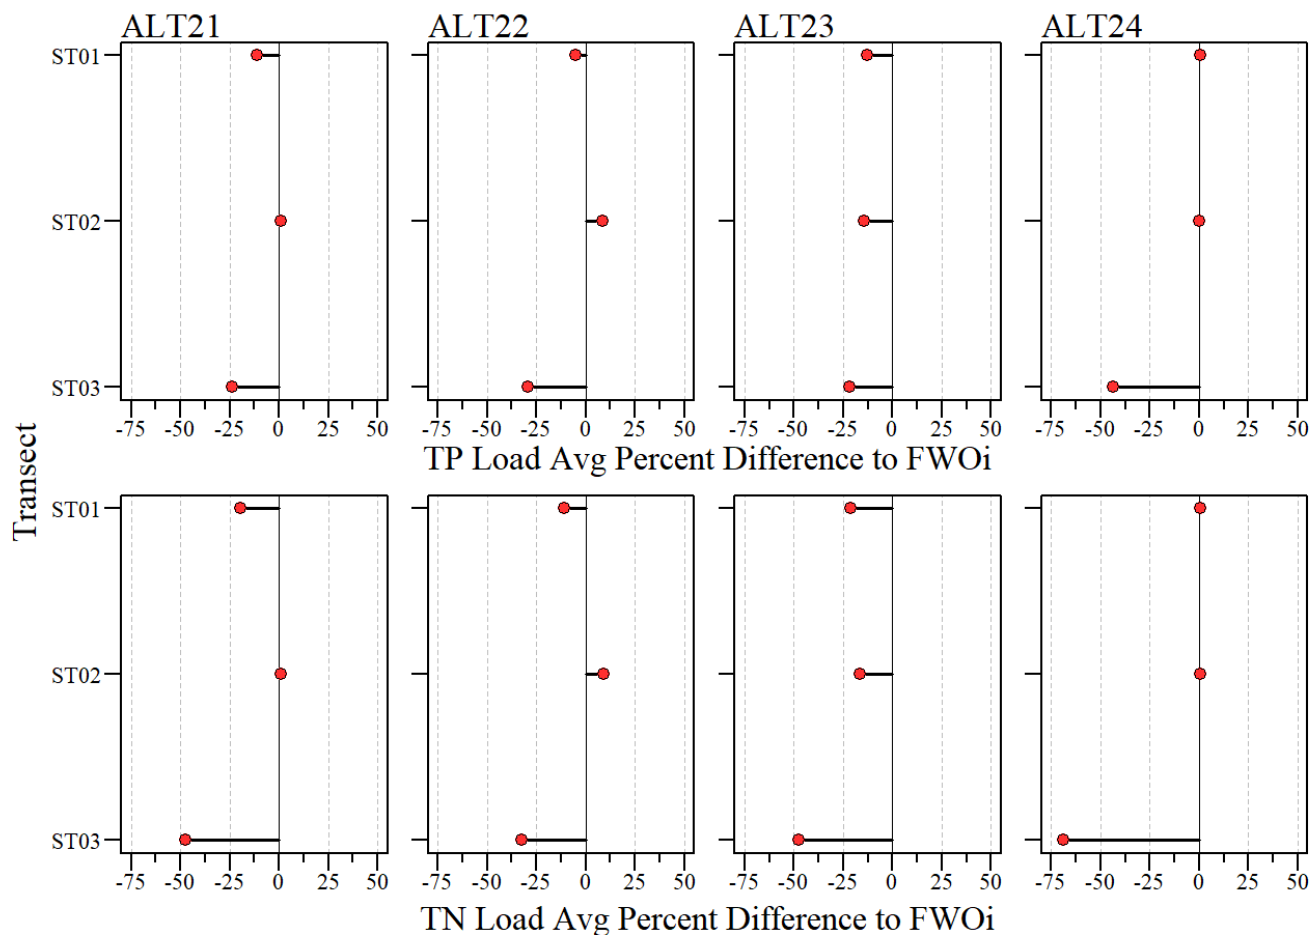 ALT21 ALT22 ALT23 ALT24
ST01
ST02
ST03
-75 -50 -25 0 25 50 -75 -50 -25 0 25 50 -75 -50 -25 0 25 50 -75 -50 -25 0 25 50
TP Load Avg Percent Difference to FWOi
Transect
ST01
ST02
ST03
-75 -50 -25 0 25 50 -75 -50 -25 0 25 50 -75 -50 -25 0 25 50 -75 -50 -25 0 25 50
TN Load Avg Percent Difference to FWOi